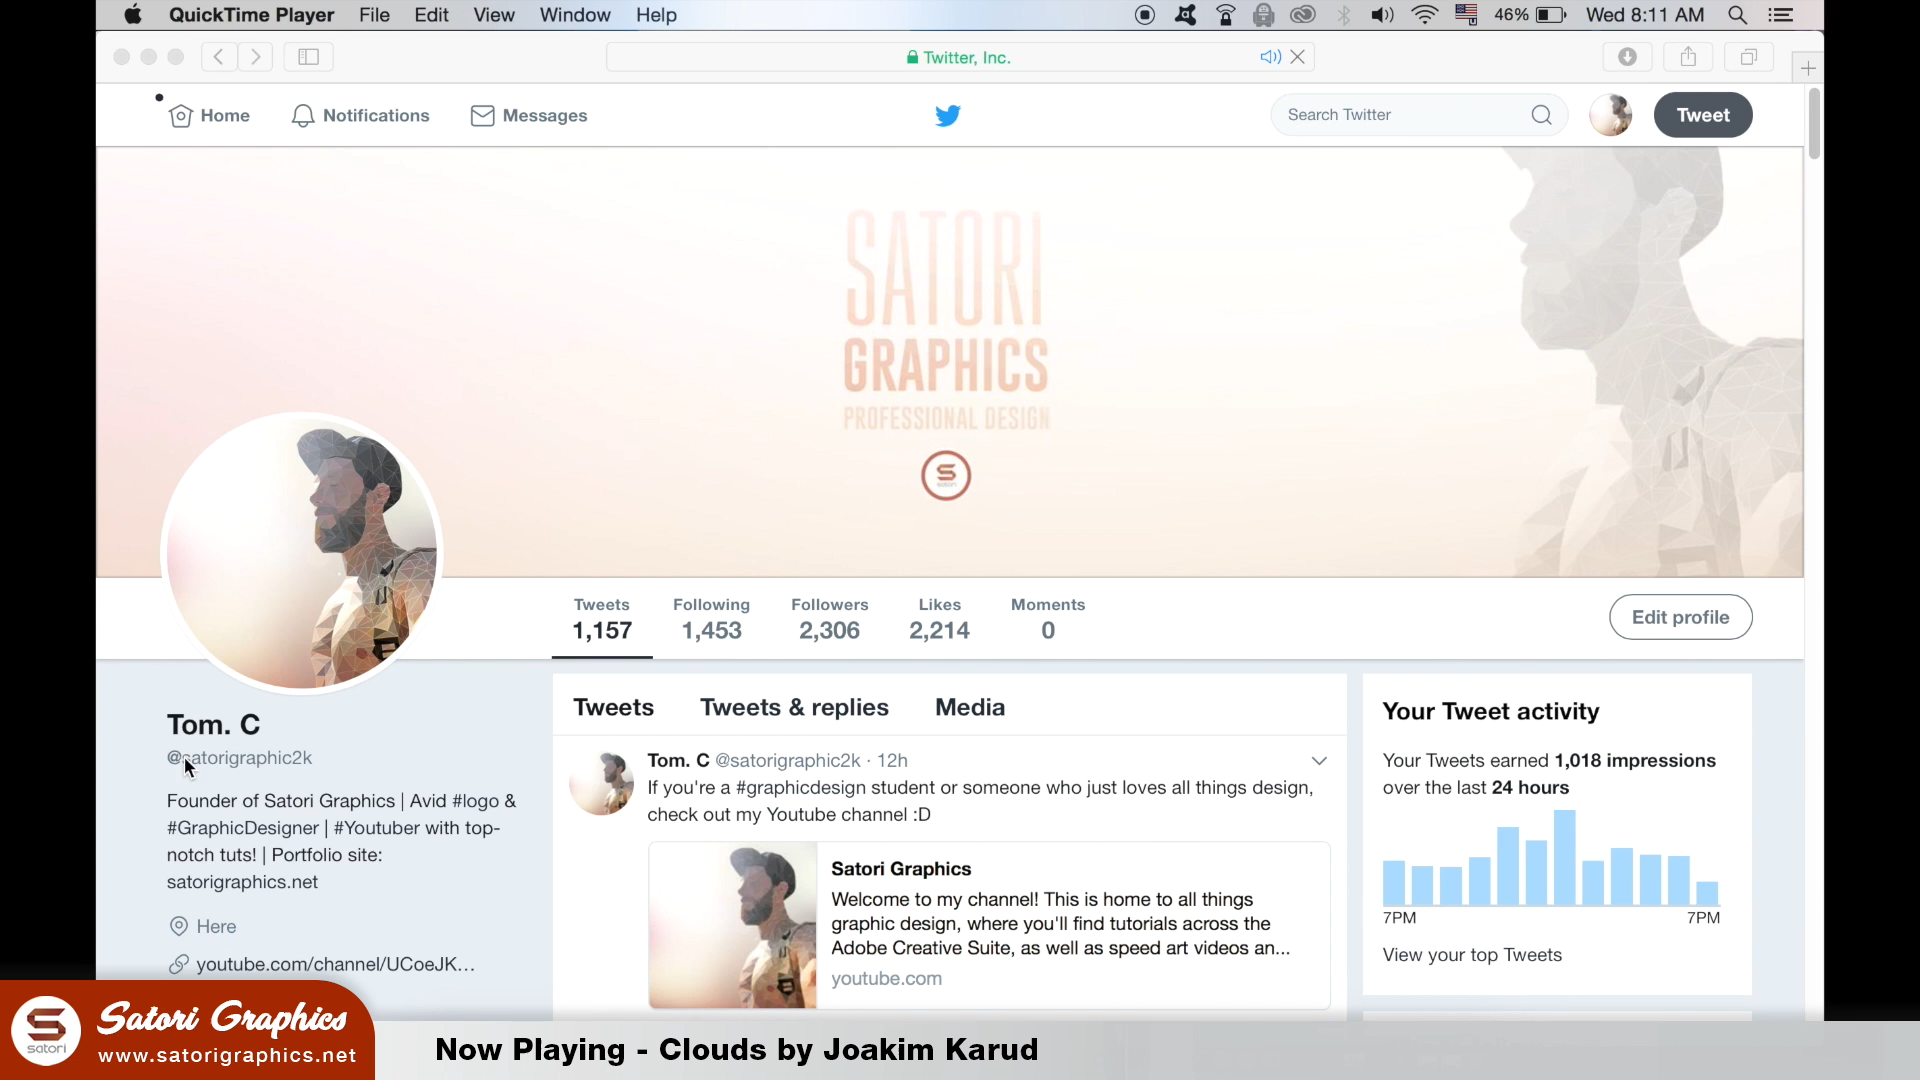 QuickTime Player File Edit View Window Help 46% Wed 8:11 AM
Twitter, Inc.
Home Notifications Messages Search Twitter Tweet
SATORI
GRAPHICS
PROFESSIONAL DESIGN
S
satori
Tweets Following Followers Likes Moments
1,157 1,453 2,306 2,214 0
Edit profile
Tom. C
@satorigraphic2k
Founder of Satori Graphics | Avid #logo &
#GraphicDesigner | #Youtuber with top-
notch tuts! | Portfolio site:
satorigraphics.net
Here
youtube.com/channel/UCoeJK...
Tweets Tweets & replies Media
Tom. C @satorigraphic2k · 12h
If you're a #graphicdesign student or someone who just loves all things design,
check out my Youtube channel :D
Satori Graphics
Welcome to my channel! This is home to all things
graphic design, where you'll find tutorials across the
Adobe Creative Suite, as well as speed art videos an...
youtube.com
Your Tweet activity
Your Tweets earned 1,018 impressions
over the last 24 hours
7PM 7PM
View your top Tweets
S
satori
Satori Graphics
www.satorigraphics.net
Now Playing - Clouds by Joakim Karud